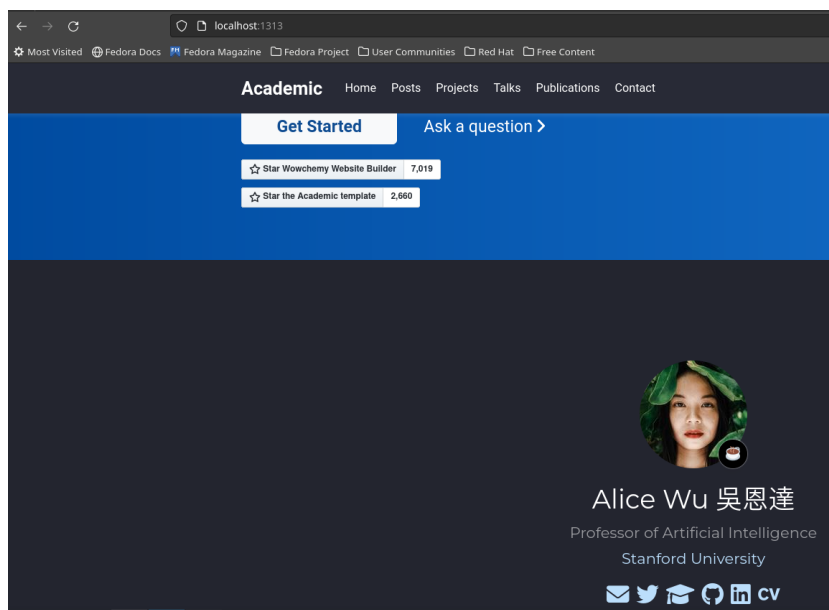 localhost:1313
Most Visited Fedora Docs Fedora Magazine Fedora Project User Communities Red Hat Free Content
Academic Home Posts Projects Talks Publications Contact
Get Started Ask a question
Star Wowchemy Website Builder 7,019
Star the Academic template 2,660
Alice Wu 吳恩達
Professor of Artificial Intelligence
Stanford University
CV